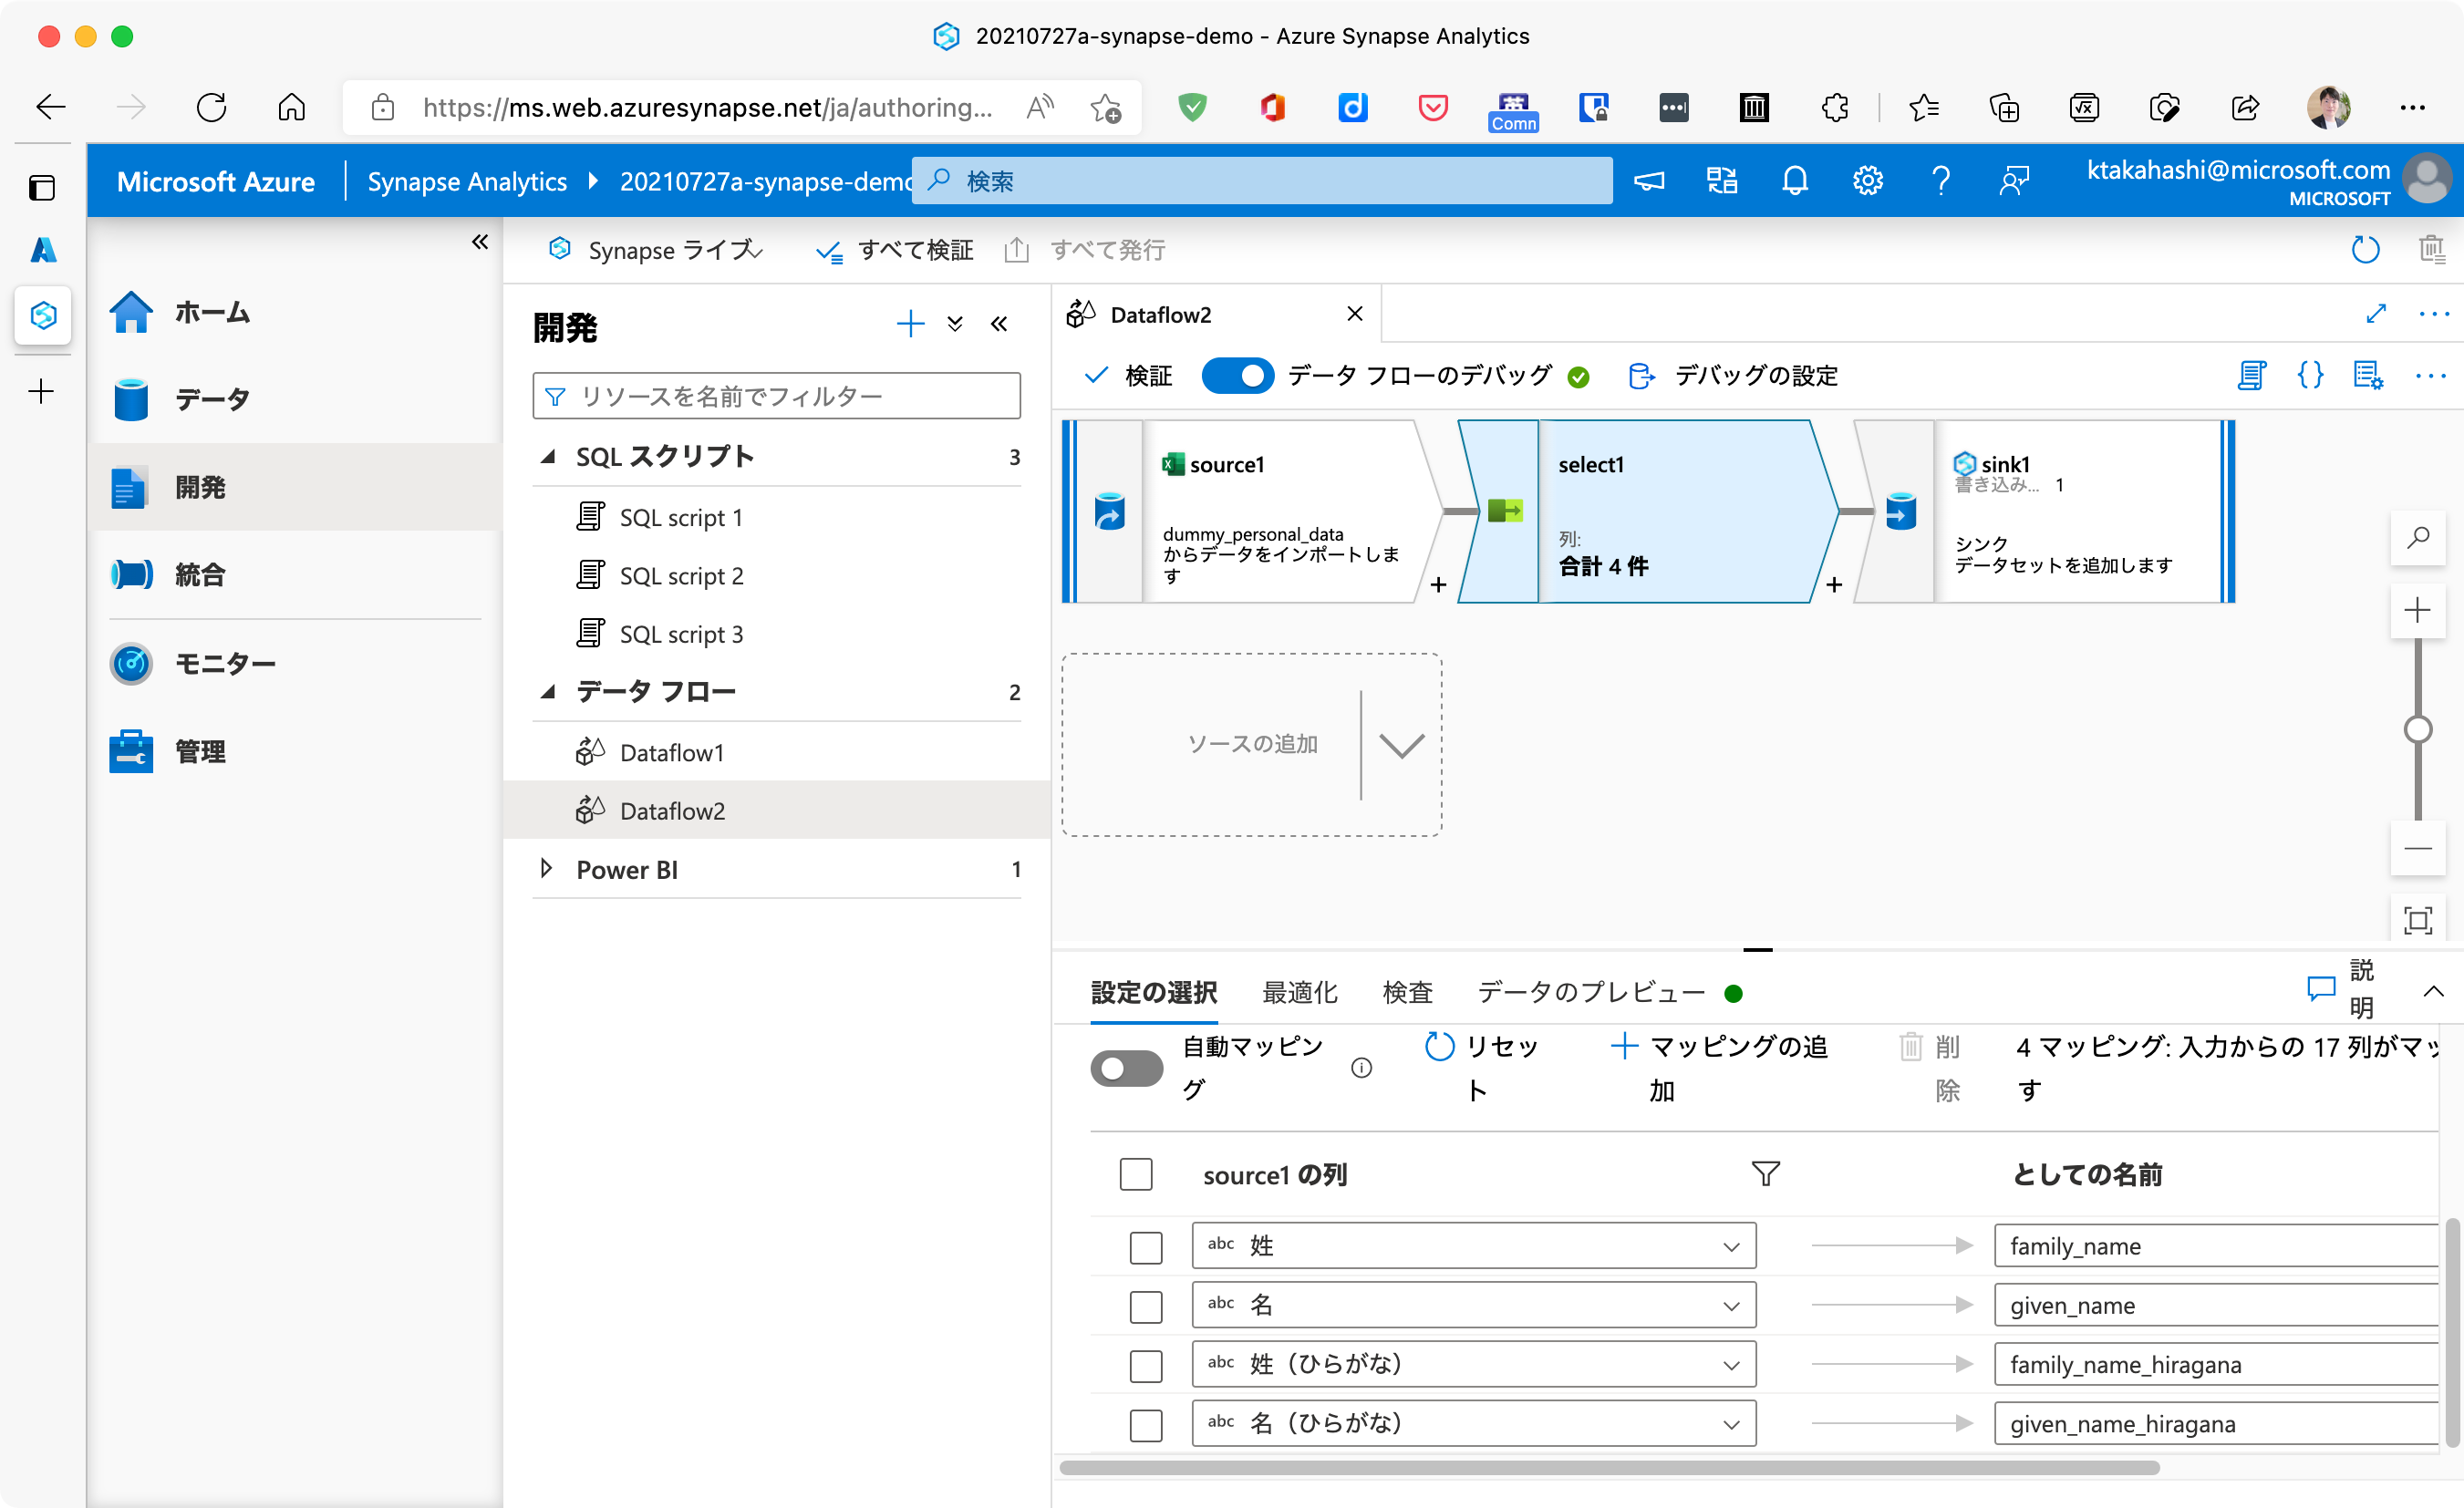 20210727a-synapse-demo - Azure Synapse Analytics
https://ms.web.azuresynapse.net/ja/authoring...
英
Comn
Microsoft Azure
Synapse Analytics
20210727a-synapse-demo
検索
ktakahashi@microsoft.com
MICROSOFT
Synapse ライブ
すべて検証
すべて発行
ホーム
データ
開発
統合
モニター
管理
開発
リソースを名前でフィルター
SQL スクリプト 3
SQL script 1
SQL script 2
SQL script 3
データ フロー 2
Dataflow1
Dataflow2
Power BI 1
Dataflow2
検証
データ フローのデバッグ
デバッグの設定
source1
dummy_personal_data
からデータをインポートしま
す
select1
列:
合計 4 件
sink1
書き込み... 1
シンク
データセットを追加します
ソースの追加
設定の選択
最適化
検査
データのプレビュー
説
明
自動マッピン
グ
リセッ
ト
マッピングの追
加
削
除
4 マッピング: 入力からの 17 列がマッ
す
source1 の列
としての名前
abc 姓
family_name
abc 名
given_name
abc 姓（ひらがな）
family_name_hiragana
abc 名（ひらがな）
given_name_hiragana